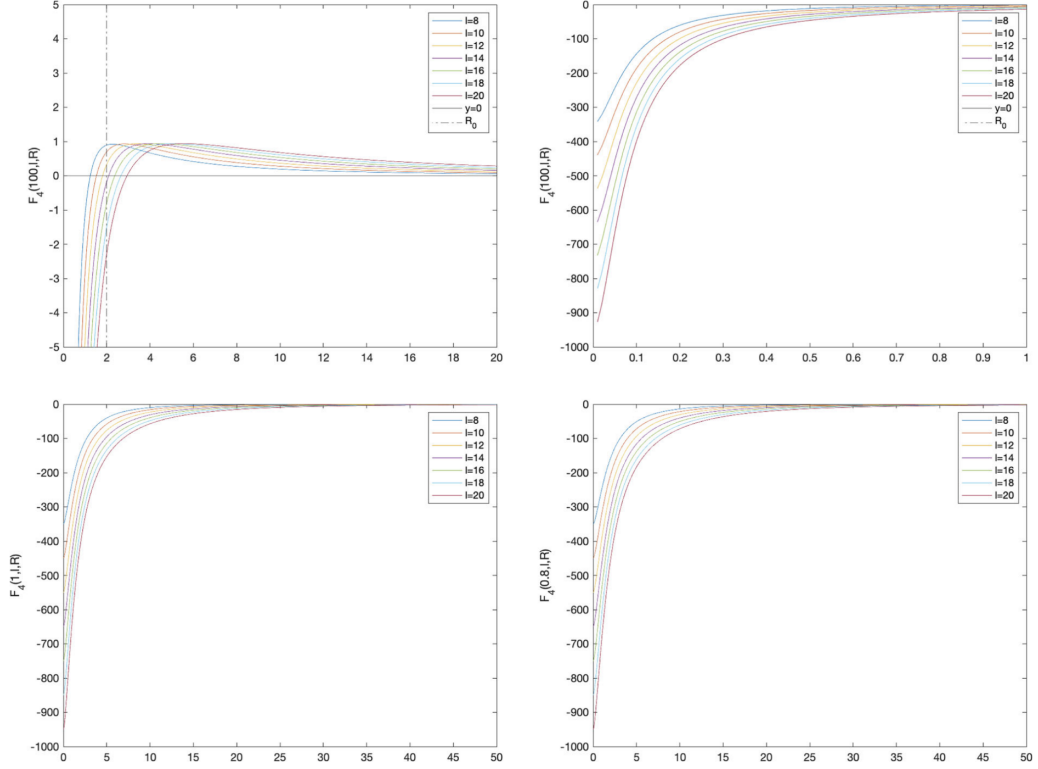 5
4
3
2
1
0
-1
-2
-3
-4
-5
F4(100,l,R)
0 2 4 6 8 10 12 14 16 18 20
l=8
l=10
l=12
l=14
l=16
l=18
l=20
y=0
R0
0
-100
-200
-300
-400
-500
-600
-700
-800
-900
-1000
F4(100,l,R)
0 0.1 0.2 0.3 0.4 0.5 0.6 0.7 0.8 0.9 1
l=8
l=10
l=12
l=14
l=16
l=18
l=20
y=0
R0
0
-100
-200
-300
-400
-500
-600
-700
-800
-900
-1000
F4(1,l,R)
0 5 10 15 20 25 30 35 40 45 50
l=8
l=10
l=12
l=14
l=16
l=18
l=20
0
-100
-200
-300
-400
-500
-600
-700
-800
-900
-1000
F4(0.8,l,R)
0 5 10 15 20 25 30 35 40 45 50
l=8
l=10
l=12
l=14
l=16
l=18
l=20